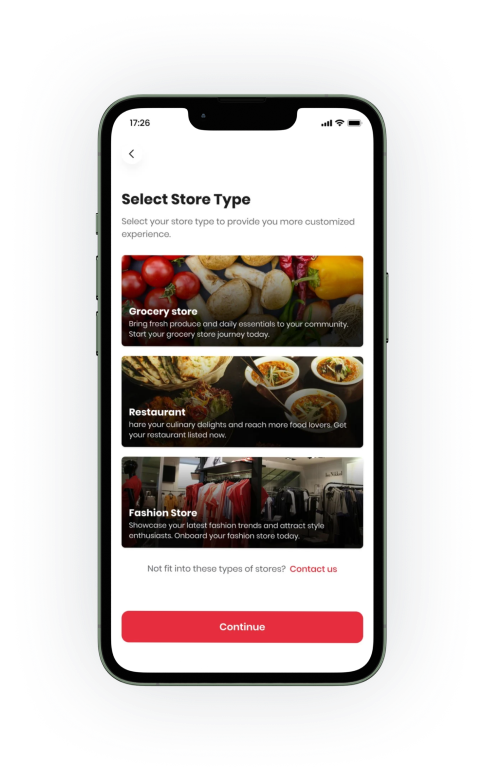 17:26
Select Store Type
Select your store type to provide you more customized
experience.
Grocery store
Bring fresh produce and daily essentials to your community.
Start your grocery store journey today.
Restaurant
hare your culinary delights and reach more food lovers. Get
your restaurant listed now.
Fashion Store
Showcase your latest fashion trends and attract style
enthusiasts. Onboard your fashion store today.
Not fit into these types of stores? Contact us
Continue